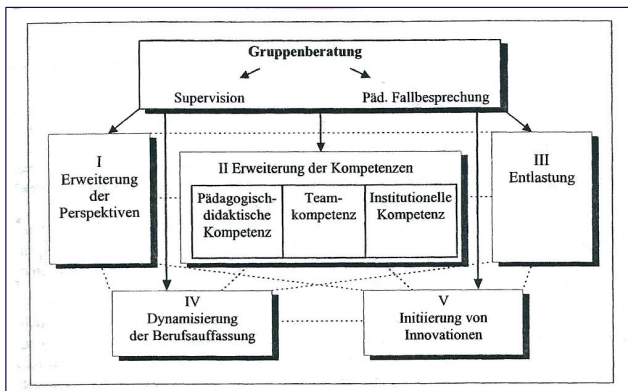 Gruppenberatung
Supervision
Päd. Fallbesprechung
I
Erweiterung
der
Perspektiven
II Erweiterung der Kompetenzen
Pädagogisch-
didaktische
Kompetenz
Team-
kompetenz
Institutionelle
Kompetenz
III
Entlastung
IV
Dynamisierung
der Berufsauffassung
V
Initiierung von
Innovationen